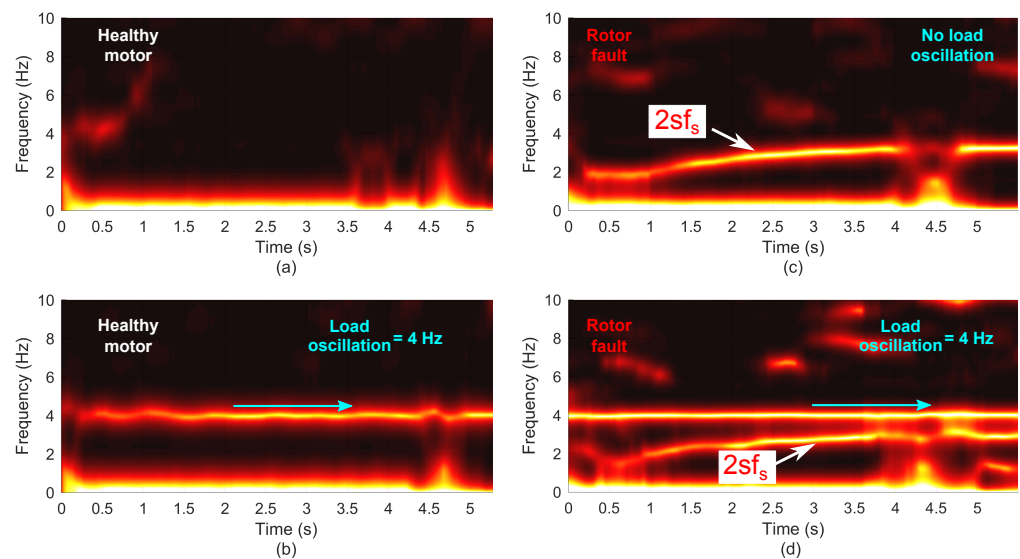 10
8
6
4
2
0
Frequency (Hz)
Healthy
motor
0 0.5 1 1.5 2 2.5 3 3.5 4 4.5 5
Time (s)
(a)
10
8
6
4
2
0
Frequency (Hz)
Rotor
fault
No load
oscillation
2sfs
0 0.5 1 1.5 2 2.5 3 3.5 4 4.5 5
Time (s)
(c)
10
8
6
4
2
0
Frequency (Hz)
Healthy
motor
Load
oscillation = 4 Hz
0 0.5 1 1.5 2 2.5 3 3.5 4 4.5 5
Time (s)
(b)
10
8
6
4
2
0
Frequency (Hz)
Rotor
fault
Load
oscillation = 4 Hz
2sfs
0 0.5 1 1.5 2 2.5 3 3.5 4 4.5 5
Time (s)
(d)